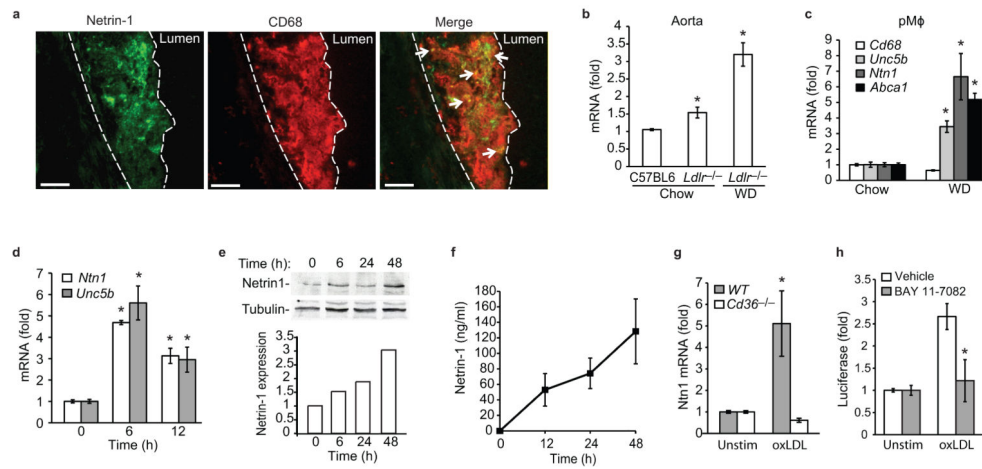 a
Netrin-1
CD68
Merge
Lumen
Lumen
Lumen
b
Aorta
mRNA (fold)
4
3.5
3
2.5
2
1.5
1
*
*
C57BL6 Ldlr–/– Ldlr–/–
Chow WD
c
pMϕ
Cd68
Unsc5b
Ntn1
Abca1
mRNA (fold)
9
8
7
6
5
4
3
2
1
0
*
*
*
Chow WD
d
Ntn1
Unc5b
mRNA (fold)
7
6
5
4
3
2
1
0
*
*
* *
0 6 12
Time (h)
e
Time (h): 0 6 24 48
Netrin1-
Tubulin-
Netrin-1 expression
3.5
3
2.5
2
1.5
1
0.5
0
0 6 24 48
Time (h)
f
Netrin-1 (ng/ml)
180
160
140
120
100
80
60
40
20
0
0 12 24 48
Time (h)
g
WT
Cd36–/–
Ntn1 mRNA (fold)
7
6
5
4
3
2
1
0
*
Unstim oxLDL
h
Vehicle
BAY 11-7082
Luciferase (fold)
3.5
3
2.5
2
1.5
1
0.5
0
*
Unstim oxLDL